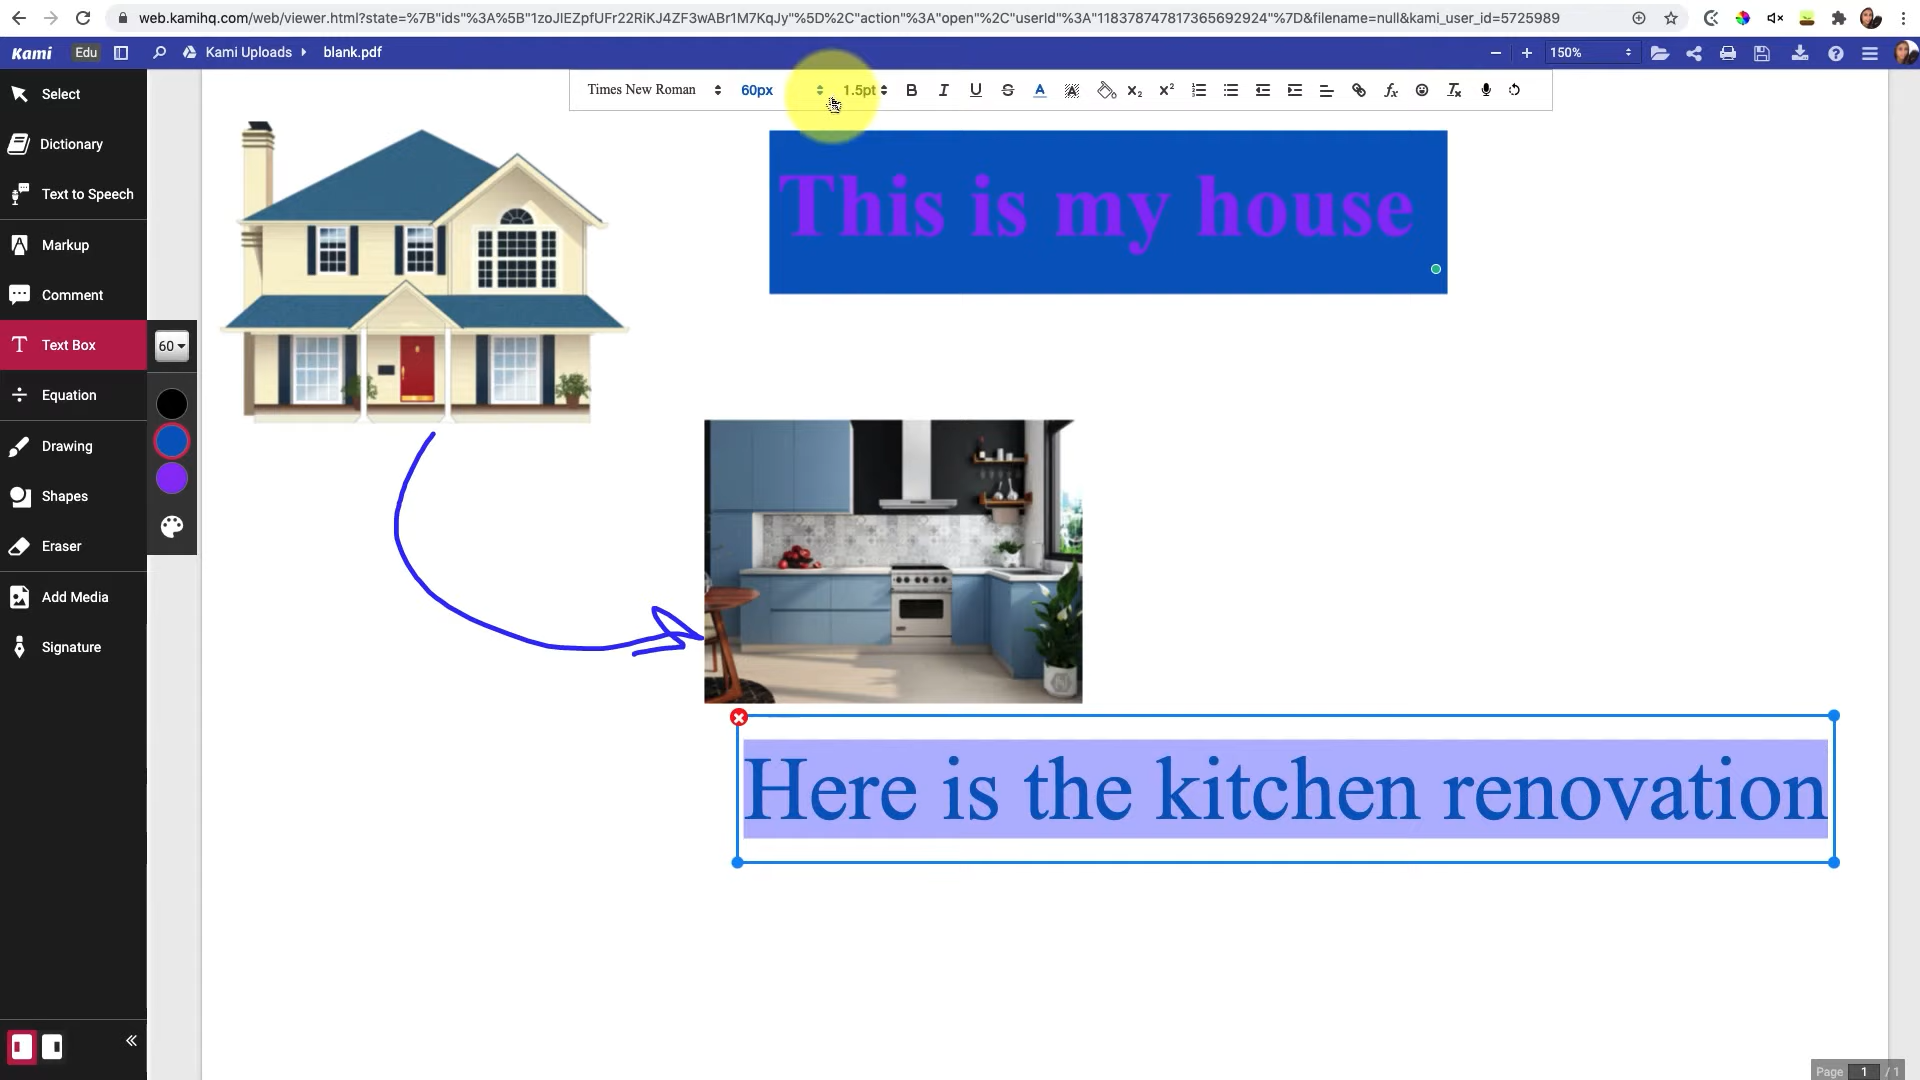 web.kamihq.com/web/viewer.html?state=%7B"ids"%3A%5B"1zoJIEZpfUFr22RiKJ4ZF3wABr1M7KqJy"%5D%2C"action"%3A"open"%2C"userId"%3A"118378747817365692924"%7D&filename=null&kami_user_id=5725989
Kami Edu Kami Uploads blank.pdf 150%
Times New Roman 60px 1.5pt B I U S A X₂ X² fx
Select
Dictionary
Text to Speech
Markup
Comment
Text Box
60
Equation
Drawing
Shapes
Eraser
Add Media
Signature
This is my house
Here is the kitchen renovation
Page 1 / 1